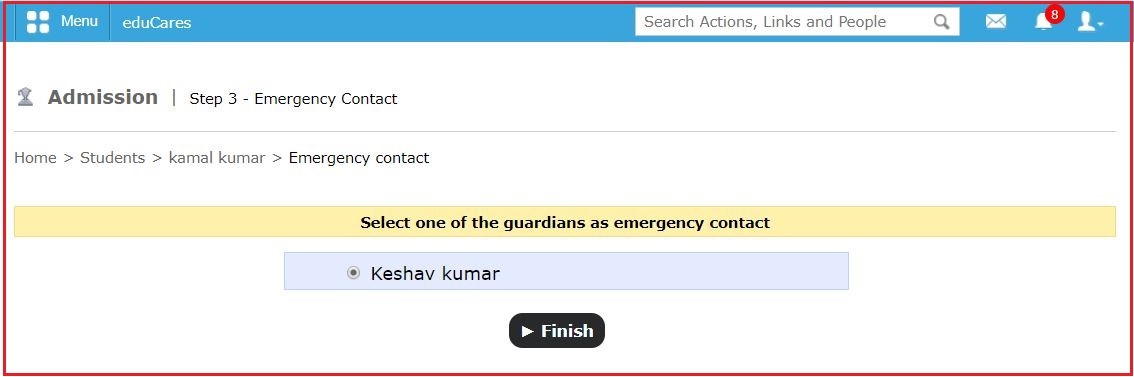 Menu eduCares Search Actions, Links and People 8
Admission | Step 3 - Emergency Contact
Home > Students > kamal kumar > Emergency contact
Select one of the guardians as emergency contact
Keshav kumar
Finish